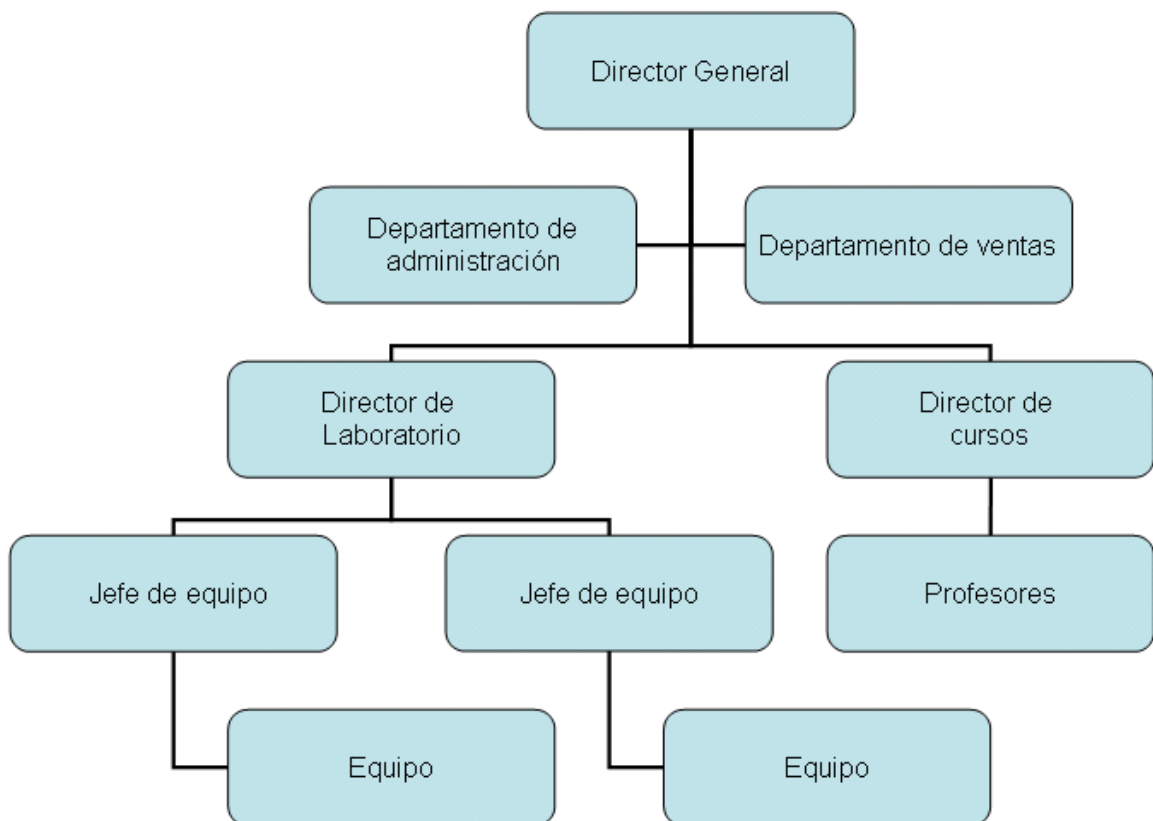 Director General
Departamento de
administración
Departamento de ventas
Director de
Laboratorio
Director de
cursos
Jefe de equipo
Jefe de equipo
Profesores
Equipo
Equipo